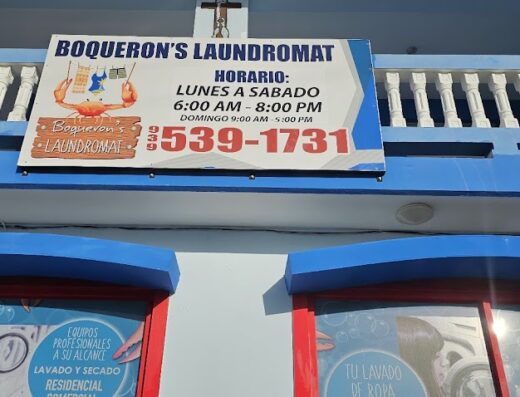 BOQUERON'S LAUNDROMAT
HORARIO:
LUNES A SABADO
6:00 AM - 8:00 PM
DOMINGO 9:00 AM - 5:00 PM
939 539-1731
Boqueron's
LAUNDROMAT
EQUIPOS
PROFESIONALES
A SU ALCANCE
LAVADO Y SECADO
RESIDENCIAL
COMERCIAL
TU LAVADO
DE ROPA